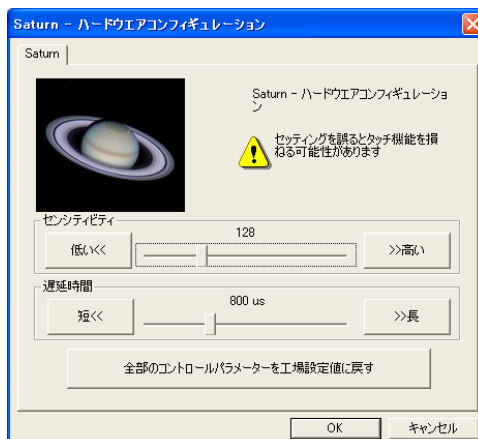 Saturn - ハードウエアコンフィギュレーション
Saturn
Saturn - ハードウエアコンフィギュレーショ
ン
セッティングを誤るとタッチ機能を損
ねる可能性があります
センシティビティ
128
低い<<
>>高い
遅延時間
800 us
短<<
>>長
全部のコントロールパラメーターを工場設定値に戻す
OK
キャンセル